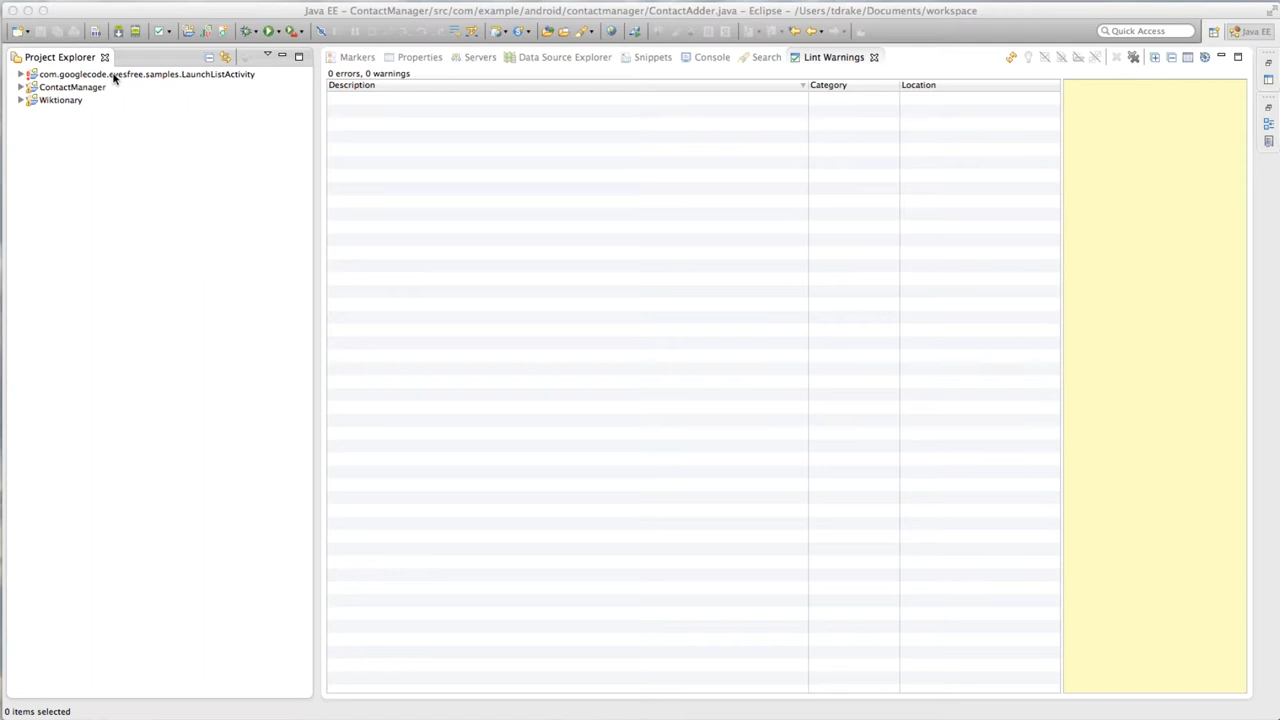 Java EE – ContactManager/src/com/example/android/contactmanager/ContactAdder.java – Eclipse – /Users/tdrake/Documents/workspace
Quick Access
Java EE
Project Explorer
Markers
Properties
Servers
Data Source Explorer
Snippets
Console
Search
Lint Warnings
com.googlecode.eyesfree.samples.LaunchListActivity
ContactManager
Wiktionary
0 errors, 0 warnings
Description
Category
Location
0 items selected